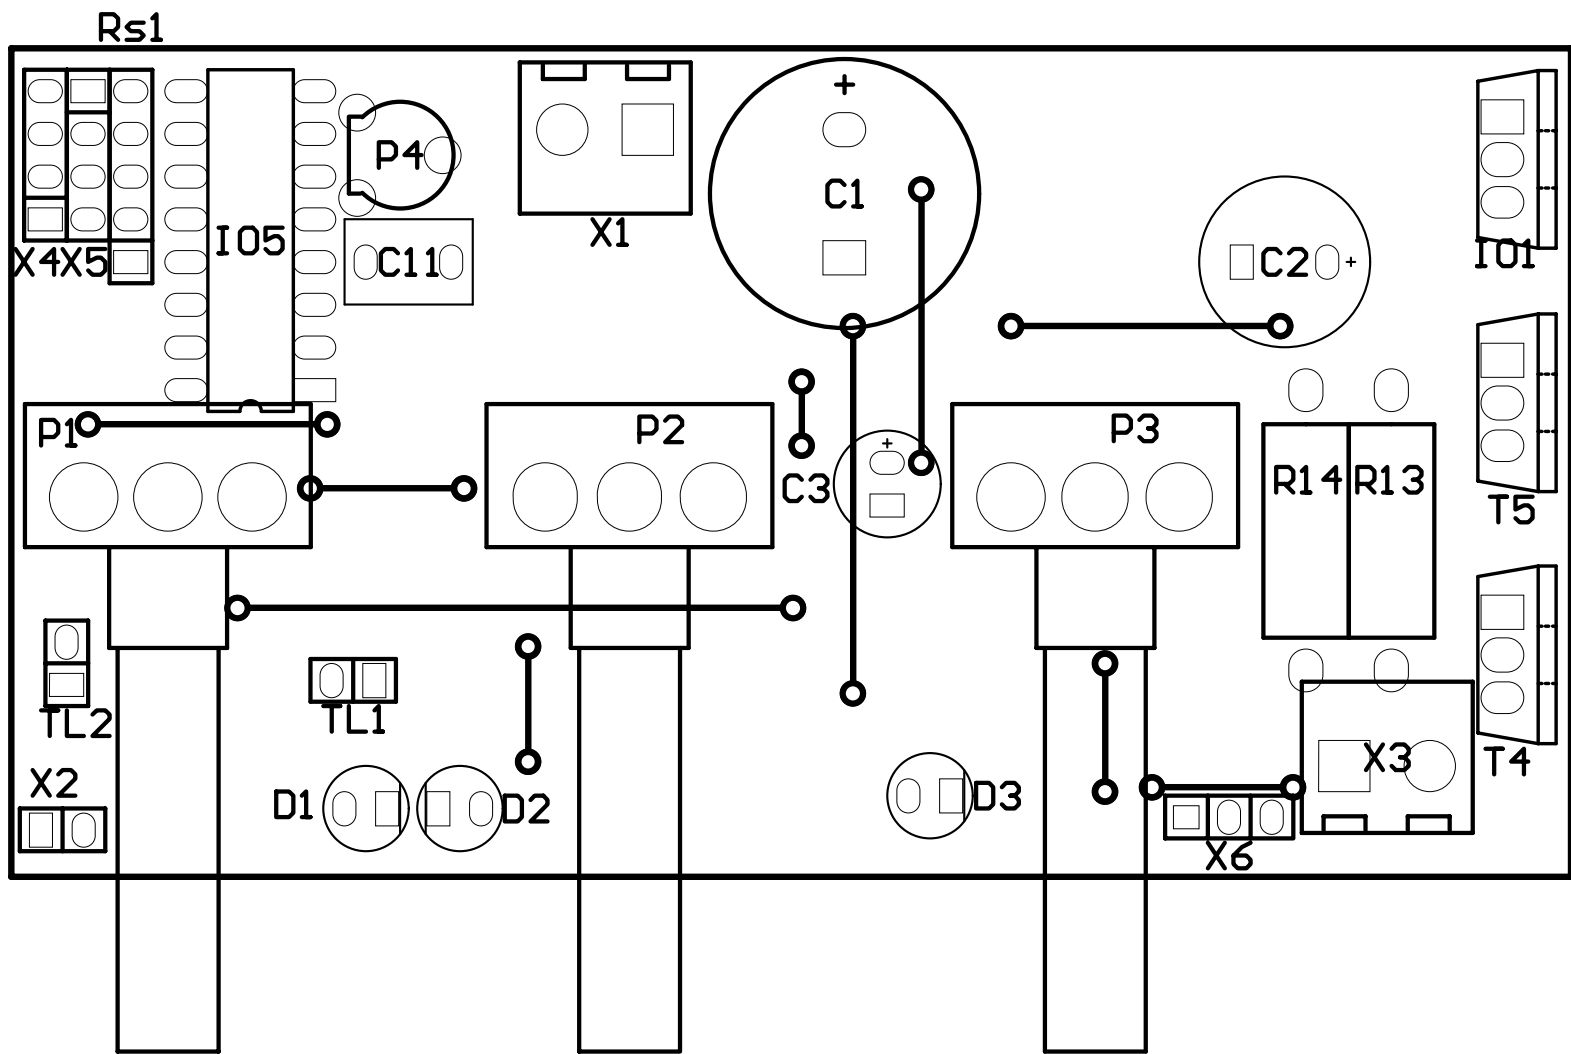 Rs1
+
P4
C1
X1
IO5
X4X5
C11
C2
+
IO1
P1
P2
P3
+
C3
R14
R13
T5
TL2
TL1
X2
D1
D2
D3
X3
T4
X6